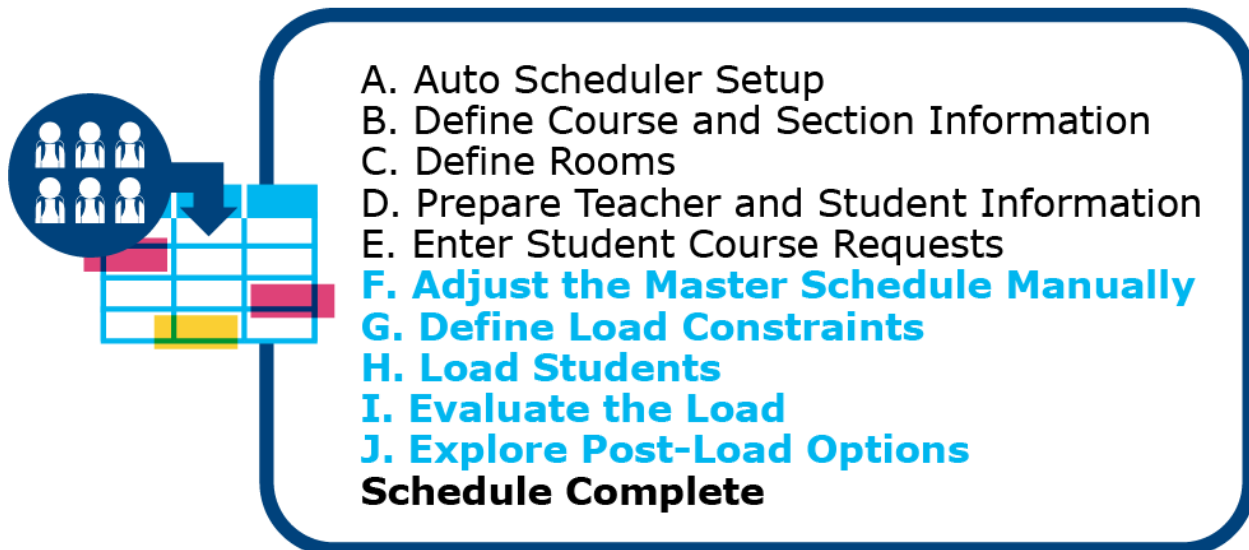 A. Auto Scheduler Setup
B. Define Course and Section Information
C. Define Rooms
D. Prepare Teacher and Student Information
E. Enter Student Course Requests
F. Adjust the Master Schedule Manually
G. Define Load Constraints
H. Load Students
I. Evaluate the Load
J. Explore Post-Load Options
Schedule Complete